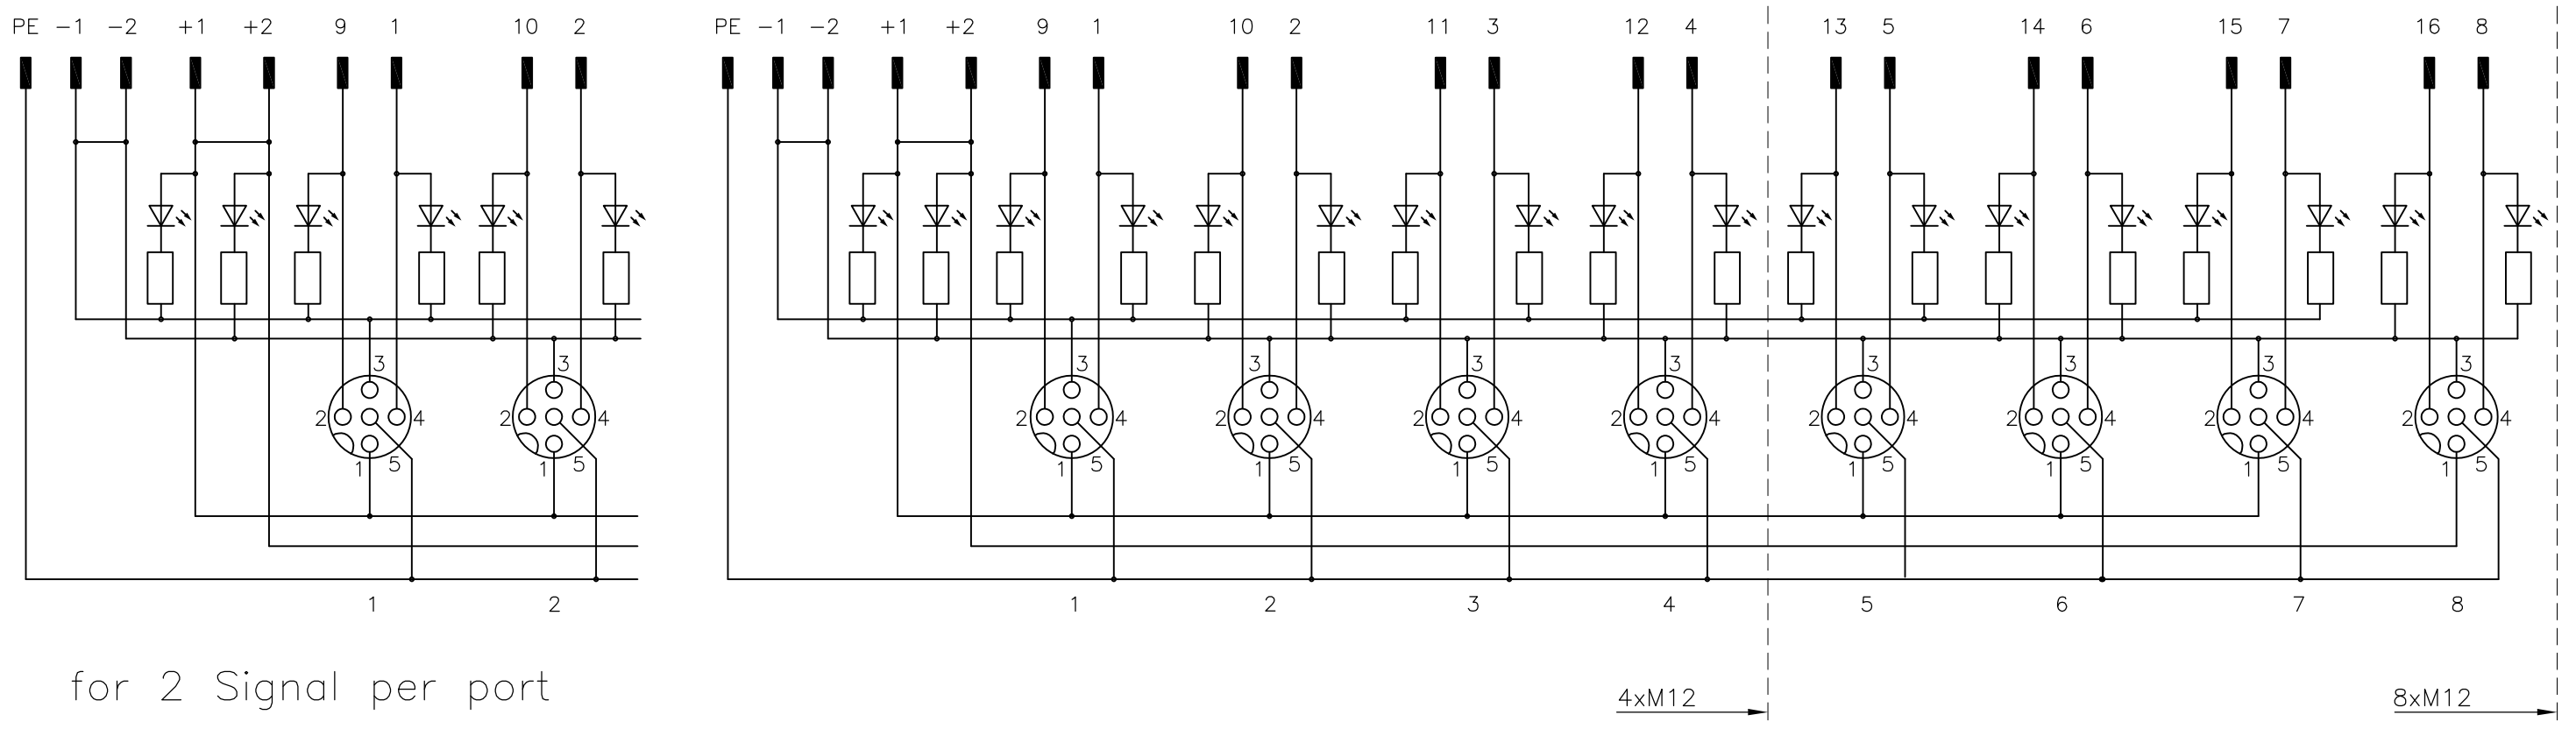 PE -1 -2 +1 +2 9 1 10 2 PE -1 -2 +1 +2 9 1 10 2 11 3 12 4 13 5 14 6 15 7 16 8
3 3 3 3 3 3 3 3 3 3
2 4 2 4 2 4 2 4 2 4 2 4 2 4 2 4 2 4 2 4
1 5 1 5 1 5 1 5 1 5 1 5 1 5 1 5 1 5 1 5
1 2 1 2 3 4 5 6 7 8
for 2 Signal per port
4xM12 8xM12